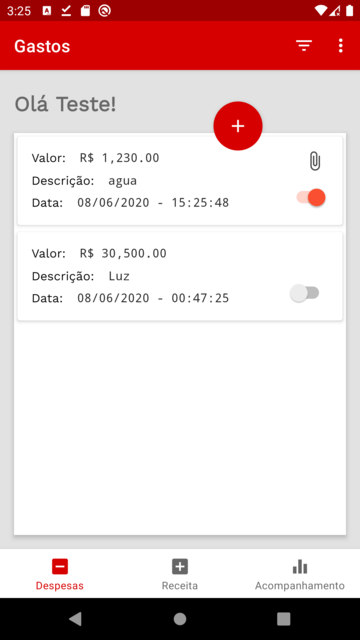 3:25
Gastos
Olá Teste!
Valor: R$ 1,230.00
Descrição: agua
Data: 08/06/2020 - 15:25:48
Valor: R$ 30,500.00
Descrição: Luz
Data: 08/06/2020 - 00:47:25
Despesas Receita Acompanhamento